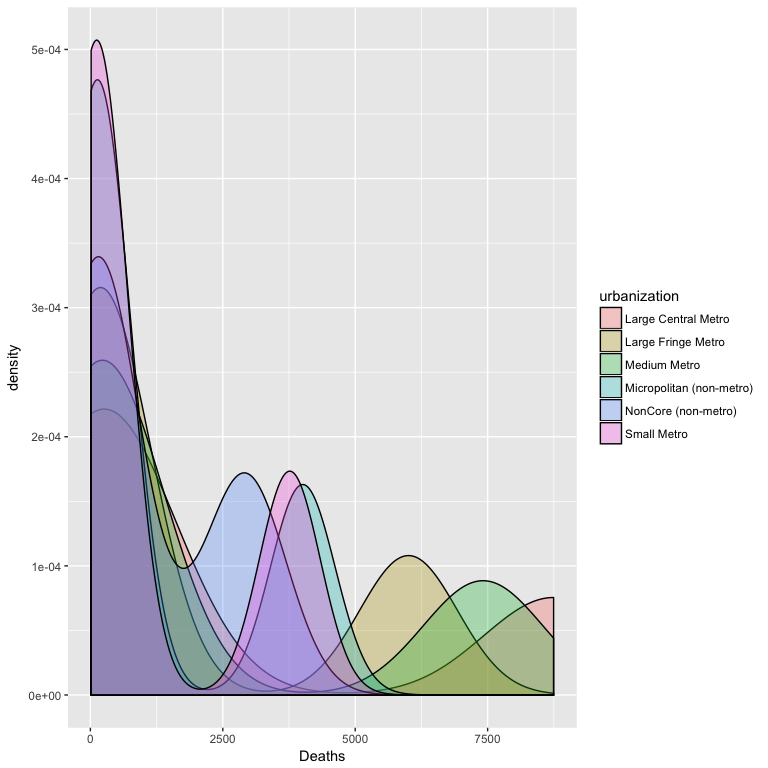 5e-04
4e-04
3e-04
2e-04
1e-04
0e+00
density
0
2500
5000
7500
Deaths
urbanization
Large Central Metro
Large Fringe Metro
Medium Metro
Micropolitan (non-metro)
NonCore (non-metro)
Small Metro